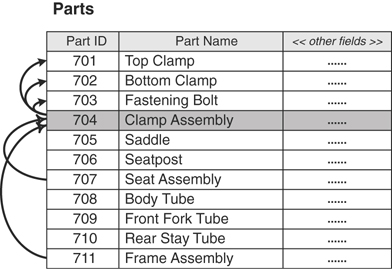 Parts
Part ID Part Name << other fields >>
701 Top Clamp ......
702 Bottom Clamp ......
703 Fastening Bolt ......
704 Clamp Assembly ......
705 Saddle ......
706 Seatpost ......
707 Seat Assembly ......
708 Body Tube ......
709 Front Fork Tube ......
710 Rear Stay Tube ......
711 Frame Assembly ......